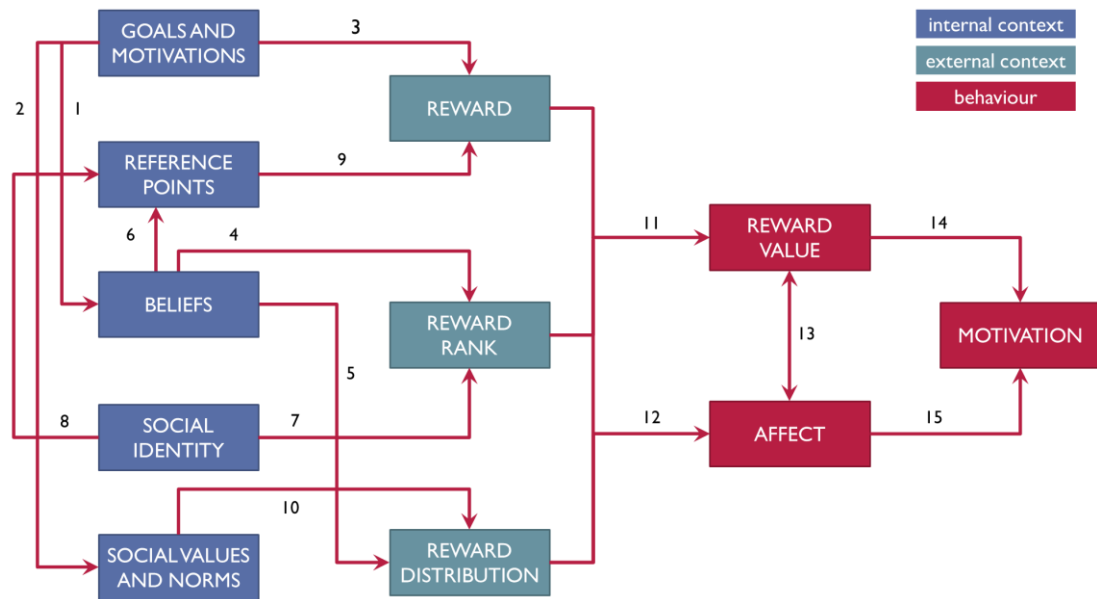 GOALS AND
MOTIVATIONS
3
internal context
external context
behaviour
2
1
REWARD
REFERENCE
POINTS
9
6
4
11
REWARD
VALUE
14
BELIEFS
REWARD
RANK
13
MOTIVATION
5
8
SOCIAL
IDENTITY
7
12
AFFECT
15
10
SOCIAL VALUES
AND NORMS
REWARD
DISTRIBUTION